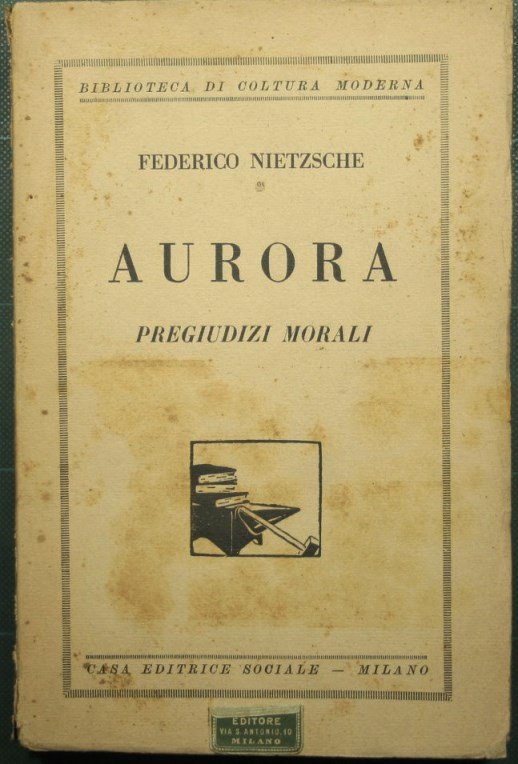 BIBLIOTECA DI COLTURA MODERNA
FEDERICO NIETZSCHE
AURORA
PREGIUDIZI MORALI
CASA EDITRICE SOCIALE — MILANO
EDITORE
VIA S. ANTONIO, 10
MILANO